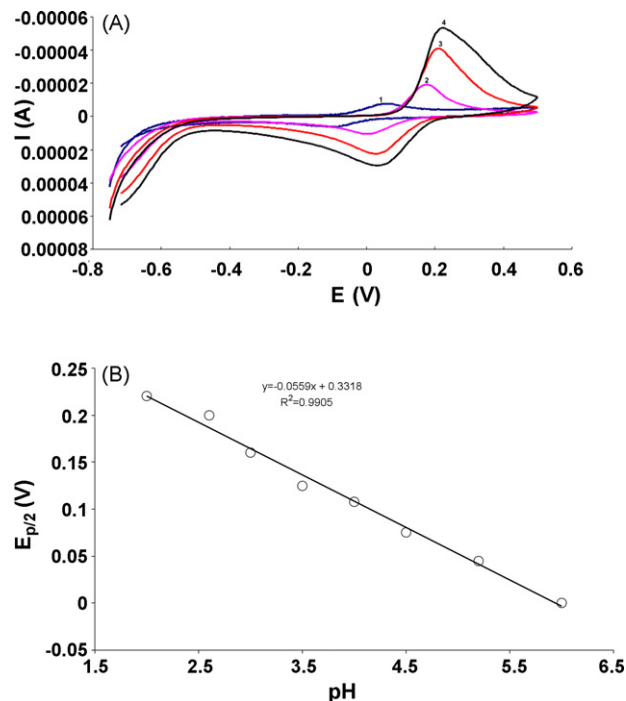 (A)
I (A)
-0.00006
-0.00004
-0.00002
0
0.00002
0.00004
0.00006
0.00008
1
2
3
4
-0.8 -0.6 -0.4 -0.2 0 0.2 0.4 0.6
E (V)
(B)
y=-0.0559x + 0.3318
R²=0.9905
E_p/2 (V)
0.25
0.2
0.15
0.1
0.05
0
-0.05
1.5 2.5 3.5 4.5 5.5 6.5
pH